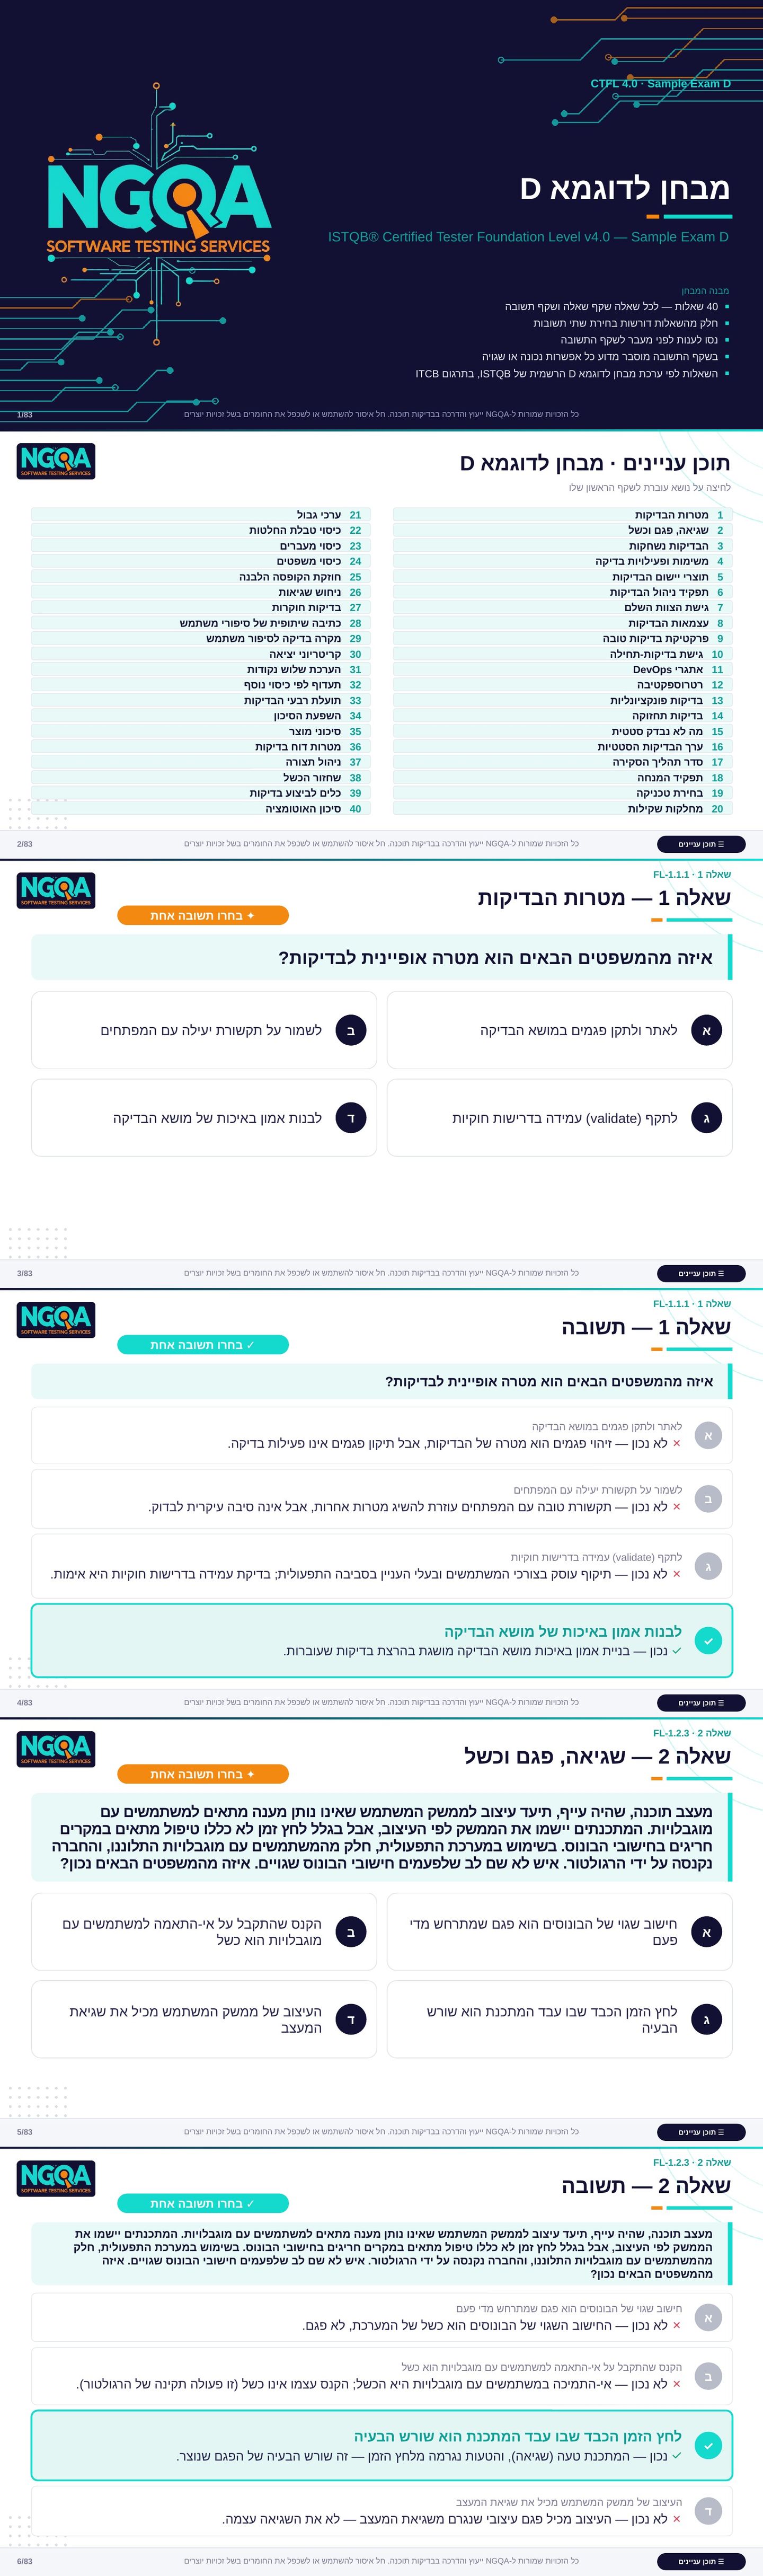 CTFL 4.0 · Sample Exam D
NGQA
SOFTWARE TESTING SERVICES
מבחן לדוגמא D
ISTQB® Certified Tester Foundation Level v4.0 — Sample Exam D
מבנה המבחן
▪ 40 שאלות — לכל שאלה שקף שאלה ושקף תשובה
▪ חלק מהשאלות דורשות בחירת שתי תשובות
▪ נסו לענות לפני מעבר לשקף התשובה
▪ בשקף התשובה מוסבר מדוע כל אפשרות נכונה או שגויה
▪ השאלות לפי ערכת מבחן לדוגמא D הרשמית של ISTQB, בתרגום ITCB
כל הזכויות שמורות ל-NGQA ייעוץ והדרכה בבדיקות תוכנה. חל איסור להשתמש או לשכפל את החומרים בשל זכויות יוצרים
1/83
NGQA
SOFTWARE TESTING SERVICES
תוכן עניינים · מבחן לדוגמא D
לחיצה על נושא עוברת לשקף הראשון שלו
1 מטרות הבדיקות
2 שגיאה, פגם וכשל
3 הבדיקות נשחקות
4 משימות ופעילויות בדיקה
5 תוצרי יישום הבדיקות
6 תפקיד ניהול הבדיקות
7 גישת הצוות השלם
8 עצמאות הבדיקות
9 פרקטיקת בדיקות טובה
10 גישת בדיקות-תחילה
11 אתגרי DevOps
12 רטרוספקטיבה
13 בדיקות פונקציונליות
14 בדיקות תחזוקה
15 מה לא נבדק סטטית
16 ערך הבדיקות הסטטיות
17 סדר תהליך הסקירה
18 תפקיד המנחה
19 בחירת טכניקה
20 מחלקות שקילות
21 ערכי גבול
22 כיסוי טבלת החלטות
23 כיסוי מעברים
24 כיסוי משפטים
25 חוזקת הקופסה הלבנה
26 ניחוש שגיאות
27 בדיקות חוקרות
28 כתיבה שיתופית של סיפורי משתמש
29 מקרה בדיקה לסיפור משתמש
30 קריטריוני יציאה
31 הערכת שלוש נקודות
32 תעדוף לפי כיסוי נוסף
33 תועלת רבעי הבדיקות
34 השפעת הסיכון
35 סיכוני מוצר
36 מטרות דוח בדיקות
37 ניהול תצורה
38 שחזור הכשל
39 כלים לביצוע בדיקות
40 סיכון האוטומציה
☰ תוכן עניינים
כל הזכויות שמורות ל-NGQA ייעוץ והדרכה בבדיקות תוכנה. חל איסור להשתמש או לשכפל את החומרים בשל זכויות יוצרים
2/83
שאלה 1 · FL-1.1.1
NGQA
SOFTWARE TESTING SERVICES
שאלה 1 — מטרות הבדיקות
✦ בחרו תשובה אחת
איזה מהמשפטים הבאים הוא מטרה אופיינית לבדיקות?
א לאתר ולתקן פגמים במושא הבדיקה
ב לשמור על תקשורת יעילה עם המפתחים
ג לתקף (validate) עמידה בדרישות חוקיות
ד לבנות אמון באיכות של מושא הבדיקה
☰ תוכן עניינים
כל הזכויות שמורות ל-NGQA ייעוץ והדרכה בבדיקות תוכנה. חל איסור להשתמש או לשכפל את החומרים בשל זכויות יוצרים
3/83
שאלה 1 · FL-1.1.1
NGQA
SOFTWARE TESTING SERVICES
שאלה 1 — תשובה
✓ בחרו תשובה אחת
איזה מהמשפטים הבאים הוא מטרה אופיינית לבדיקות?
א לאתר ולתקן פגמים במושא הבדיקה
✕ לא נכון — זיהוי פגמים הוא מטרה של הבדיקות, אבל תיקון פגמים אינו פעילות בדיקה.
ב לשמור על תקשורת יעילה עם המפתחים
✕ לא נכון — תקשורת טובה עם המפתחים עוזרת להשיג מטרות אחרות, אבל אינה סיבה עיקרית לבדוק.
ג לתקף (validate) עמידה בדרישות חוקיות
✕ לא נכון — תיקוף עוסק בצורכי המשתמשים ובעלי העניין בסביבה התפעולית; בדיקת עמידה בדרישות חוקיות היא אימות.
✓ לבנות אמון באיכות של מושא הבדיקה
✓ נכון — בניית אמון באיכות מושא הבדיקה מושגת בהרצת בדיקות שעוברות.
☰ תוכן עניינים
כל הזכויות שמורות ל-NGQA ייעוץ והדרכה בבדיקות תוכנה. חל איסור להשתמש או לשכפל את החומרים בשל זכויות יוצרים
4/83
שאלה 2 · FL-1.2.3
NGQA
SOFTWARE TESTING SERVICES
שאלה 2 — שגיאה, פגם וכשל
✦ בחרו תשובה אחת
מעצב תוכנה, שהיה עייף, תיעד עיצוב לממשק המשתמש שאינו נותן מענה מתאים למשתמשים עם
מוגבלויות. המתכנתים יישמו את הממשק לפי העיצוב, אבל בגלל לחץ זמן לא כללו טיפול מתאים במקרים
חריגים בחישובי הבונוס. בשימוש במערכת התפעולית, חלק מהמשתמשים עם מוגבלויות התלוננו, והחברה
נקנסה על ידי הרגולטור. איש לא שם לב שלפעמים חישובי הבונוס שגויים. איזה מהמשפטים הבאים נכון?
א חישוב שגוי של הבונוסים הוא פגם שמתרחש מדי
פעם
ב הקנס שהתקבל על אי-התאמה למשתמשים עם
מוגבלויות הוא כשל
ג לחץ הזמן הכבד שבו עבד המתכנת הוא שורש
הבעיה
ד העיצוב של ממשק המשתמש מכיל את שגיאת
המעצב
☰ תוכן עניינים
כל הזכויות שמורות ל-NGQA ייעוץ והדרכה בבדיקות תוכנה. חל איסור להשתמש או לשכפל את החומרים בשל זכויות יוצרים
5/83
שאלה 2 · FL-1.2.3
NGQA
SOFTWARE TESTING SERVICES
שאלה 2 — תשובה
✓ בחרו תשובה אחת
מעצב תוכנה, שהיה עייף, תיעד עיצוב לממשק המשתמש שאינו נותן מענה מתאים למשתמשים עם מוגבלויות. המתכנתים יישמו את
הממשק לפי העיצוב, אבל בגלל לחץ זמן לא כללו טיפול מתאים במקרים חריגים בחישובי הבונוס. בשימוש במערכת התפעולית, חלק
מהמשתמשים עם מוגבלויות התלוננו, והחברה נקנסה על ידי הרגולטור. איש לא שם לב שלפעמים חישובי הבונוס שגויים. איזה
מהמשפטים הבאים נכון?
א חישוב שגוי של הבונוסים הוא פגם שמתרחש מדי פעם
✕ לא נכון — החישוב השגוי של הבונוסים הוא כשל של המערכת, לא פגם.
ב הקנס שהתקבל על אי-התאמה למשתמשים עם מוגבלויות הוא כשל
✕ לא נכון — אי-התמיכה במשתמשים עם מוגבלויות היא הכשל; הקנס עצמו אינו כשל (זו פעולה תקינה של הרגולטור).
✓ לחץ הזמן הכבד שבו עבד המתכנת הוא שורש הבעיה
✓ נכון — המתכנת טעה (שגיאה), והטעות נגרמה מלחץ הזמן — זה שורש הבעיה של הפגם שנוצר.
ד העיצוב של ממשק המשתמש מכיל את שגיאת המעצב
✕ לא נכון — העיצוב מכיל פגם עיצובי שנגרם משגיאת המעצב — לא את השגיאה עצמה.
☰ תוכן עניינים
כל הזכויות שמורות ל-NGQA ייעוץ והדרכה בבדיקות תוכנה. חל איסור להשתמש או לשכפל את החומרים בשל זכויות יוצרים
6/83